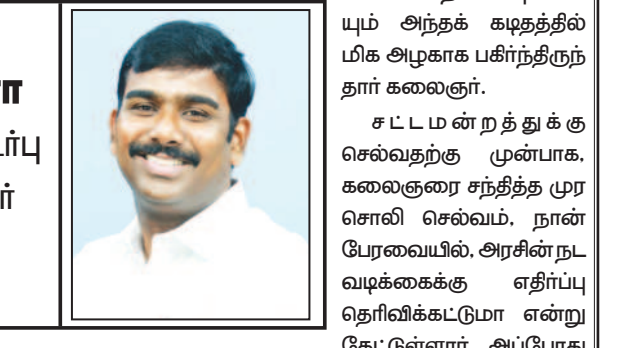 ா
ர்பு
ர்
யும் அந்தக் கடிதத்தில்
மிக அழகாக பகிர்ந்திருந்
தார் கலைஞர்.
சட்டமன்றத்துக்கு
செல்வதற்கு முன்பாக,
கலைஞரை சந்தித்த முர
சொலி செல்வம், நான்
பேரவையில், அரசின் நட
வடிக்கைக்கு எதிர்ப்பு
தெரிவிக்கட்டுமா என்று
கேட்டுள்ளார். அப்போது